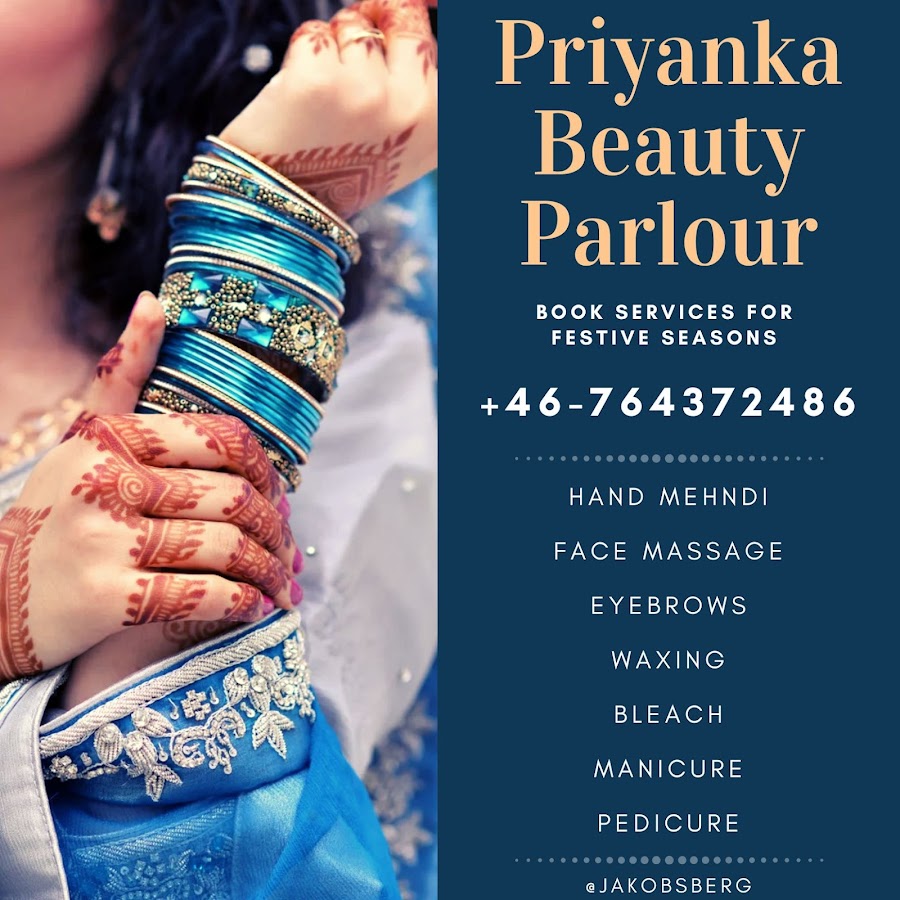 Priyanka
Beauty
Parlour
BOOK SERVICES FOR
FESTIVE SEASONS
+46-764372486
HAND MEHNDI
FACE MASSAGE
EYEBROWS
WAXING
BLEACH
MANICURE
PEDICURE
@JAKOBSBERG